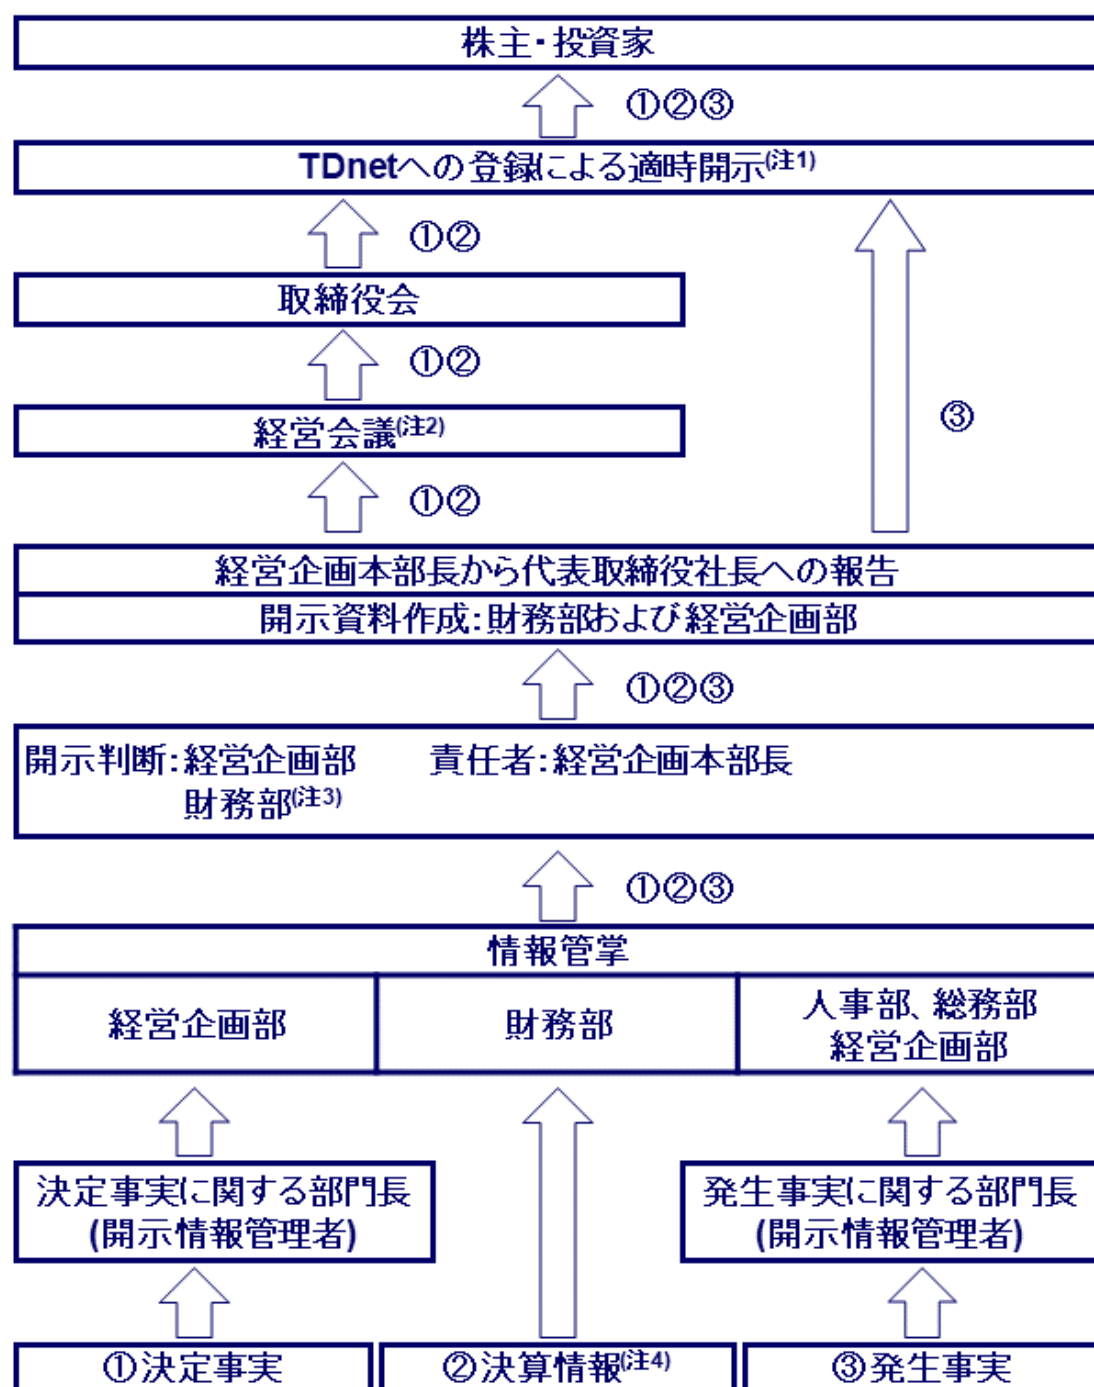 株主・投資家
①②③
TDnetへの登録による適時開示(注1)
①②
取締役会
①②
経営会議(注2)
③
①②
経営企画本部長から代表取締役社長への報告
開示資料作成：財務部および経営企画部
①②③
開示判断：経営企画部　責任者：経営企画本部長
財務部(注3)
①②③
情報管掌
経営企画部
財務部
人事部、総務部
経営企画部
決定事実に関する部門長
(開示情報管理者)
発生事実に関する部門長
(開示情報管理者)
①決定事実
②決算情報(注4)
③発生事実